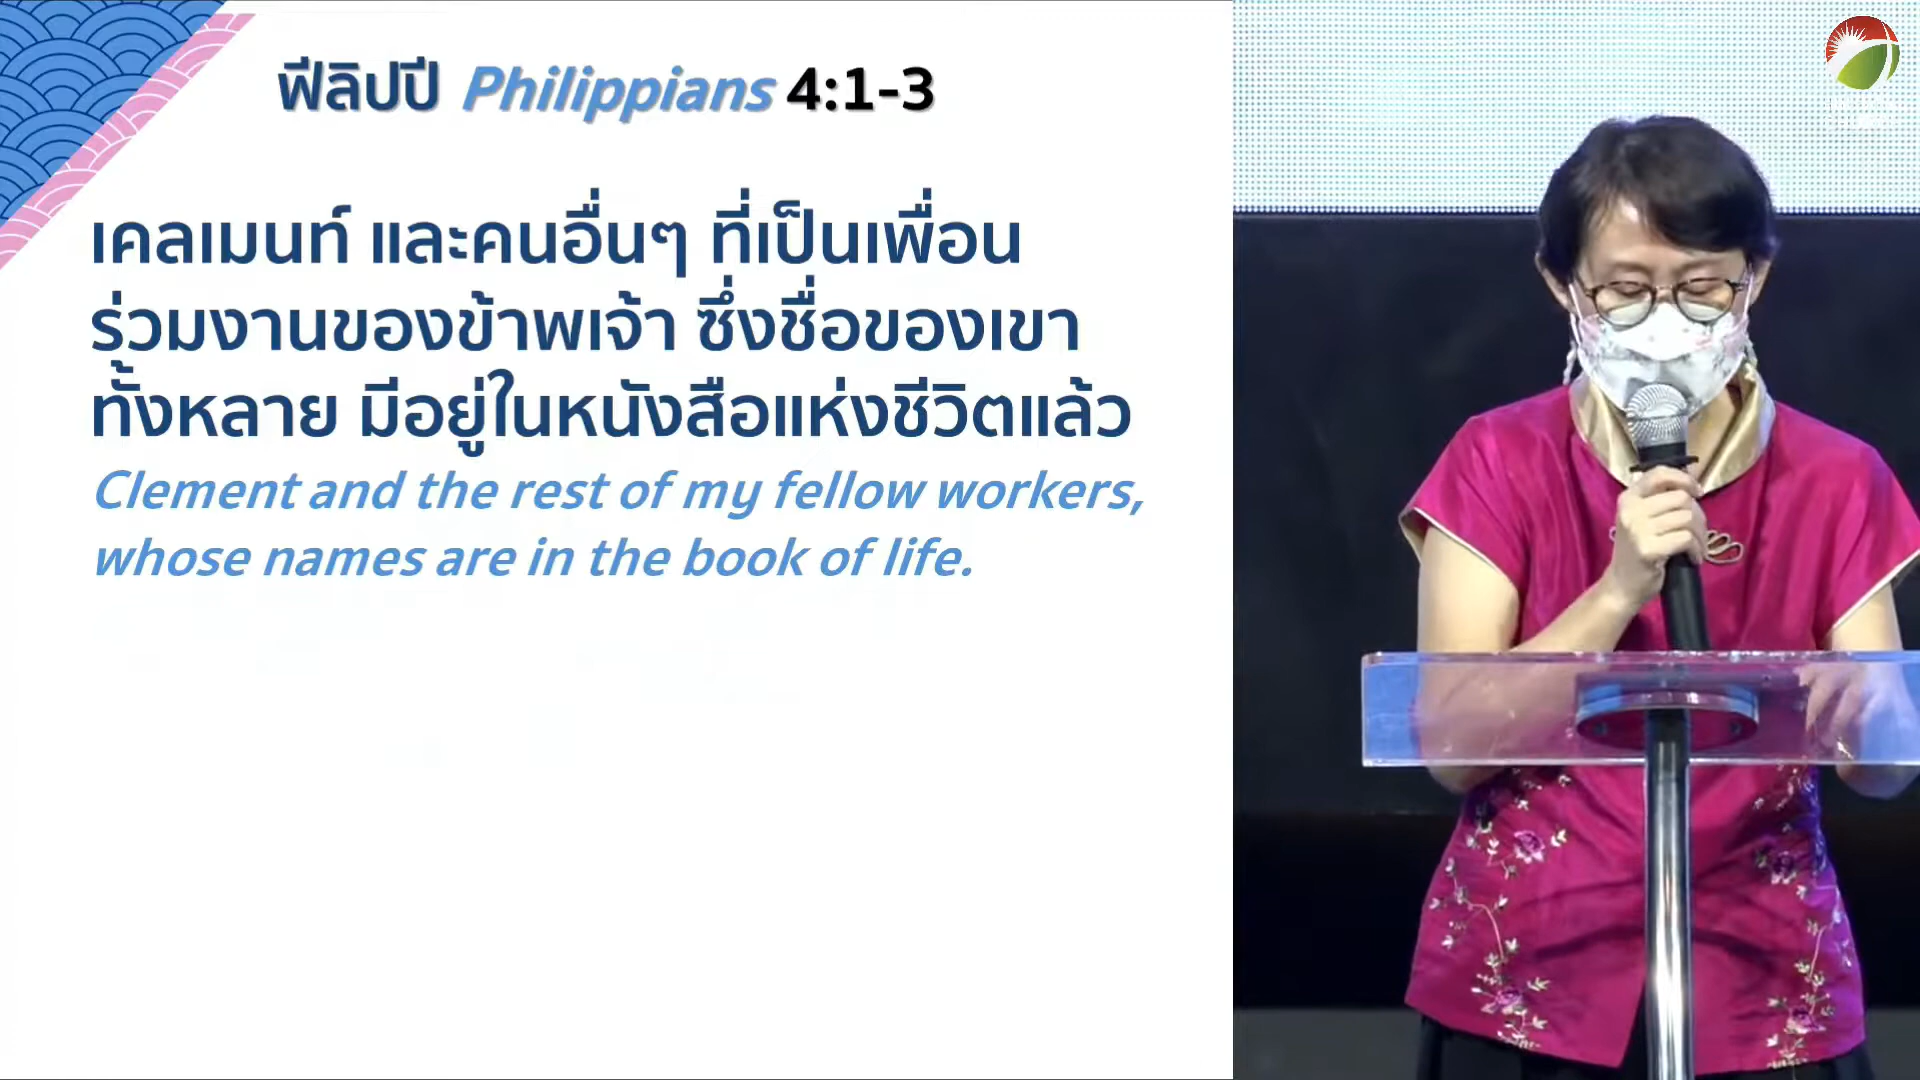 ฟีลิปปี Philippians 4:1-3
เคลเมนท์ และคนอื่นๆ ที่เป็นเพื่อน
ร่วมงานของข้าพเจ้า ซึ่งชื่อของเขา
ทั้งหลาย มีอยู่ในหนังสือแห่งชีวิตแล้ว
Clement and the rest of my fellow workers,
whose names are in the book of life.